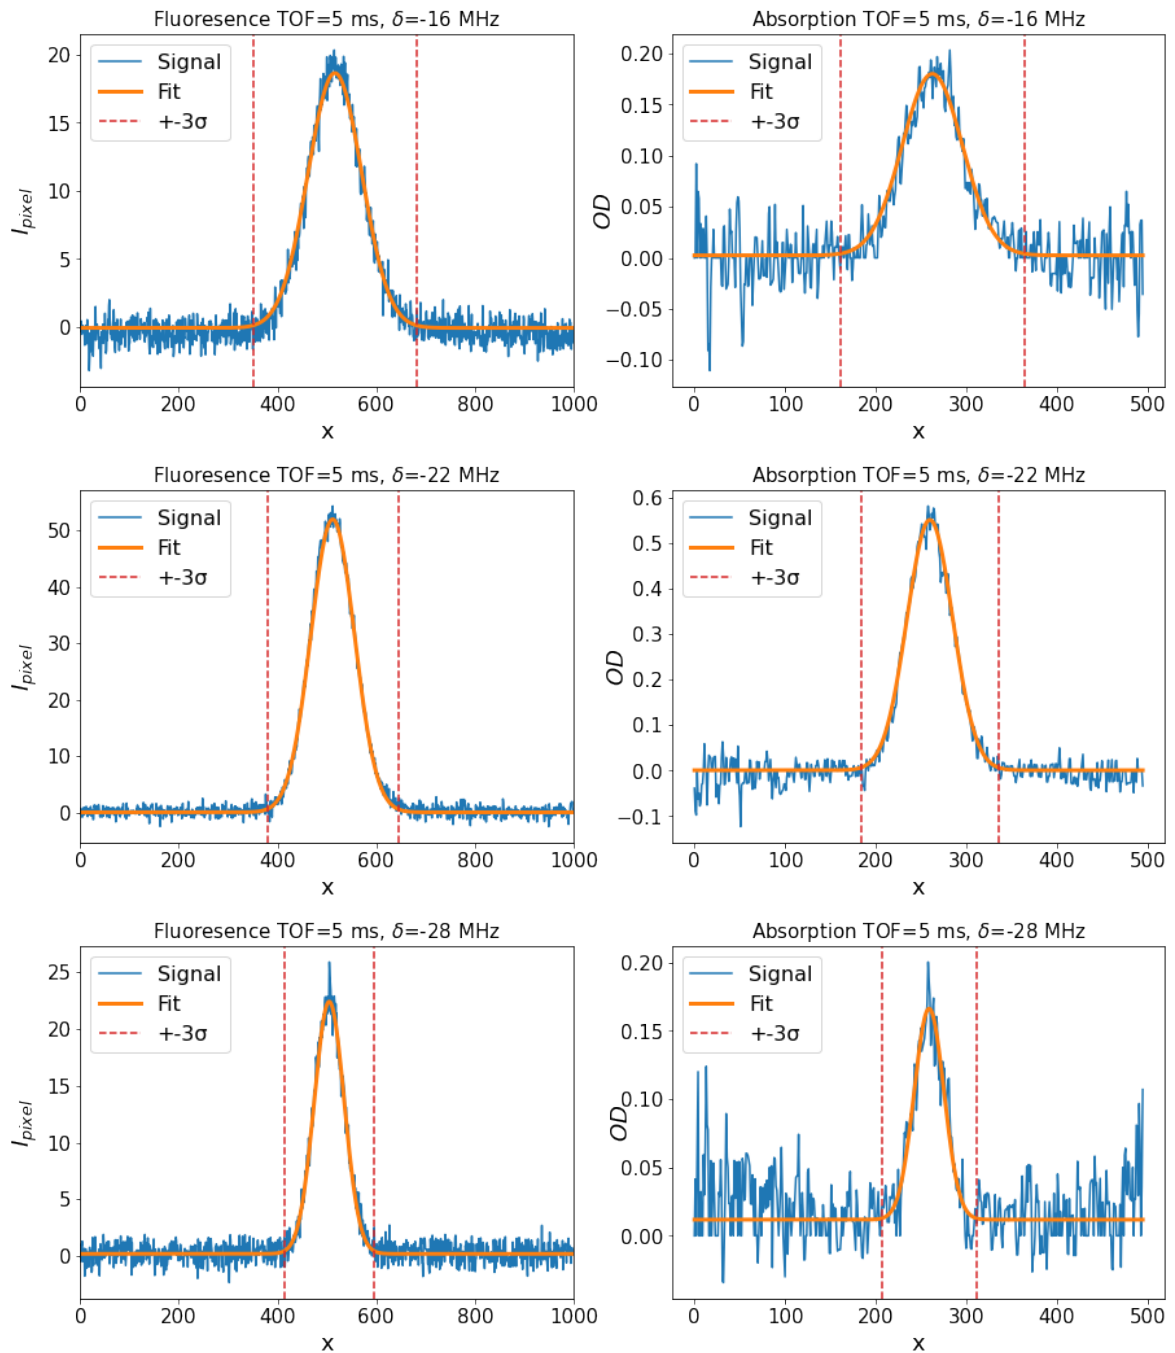 Fluoresence TOF=5 ms, δ=-16 MHz
20
15
10
5
0
I_pixel
Signal
Fit
+-3σ
0 200 400 600 800 1000
x
Absorption TOF=5 ms, δ=-16 MHz
0.20
0.15
0.10
0.05
0.00
−0.05
−0.10
OD
Signal
Fit
+-3σ
0 100 200 300 400 500
x
Fluoresence TOF=5 ms, δ=-22 MHz
50
40
30
20
10
0
I_pixel
Signal
Fit
+-3σ
0 200 400 600 800 1000
x
Absorption TOF=5 ms, δ=-22 MHz
0.6
0.5
0.4
0.3
0.2
0.1
0.0
−0.1
OD
Signal
Fit
+-3σ
0 100 200 300 400 500
x
Fluoresence TOF=5 ms, δ=-28 MHz
25
20
15
10
5
0
I_pixel
Signal
Fit
+-3σ
0 200 400 600 800 1000
x
Absorption TOF=5 ms, δ=-28 MHz
0.20
0.15
0.10
0.05
0.00
OD
Signal
Fit
+-3σ
0 100 200 300 400 500
x